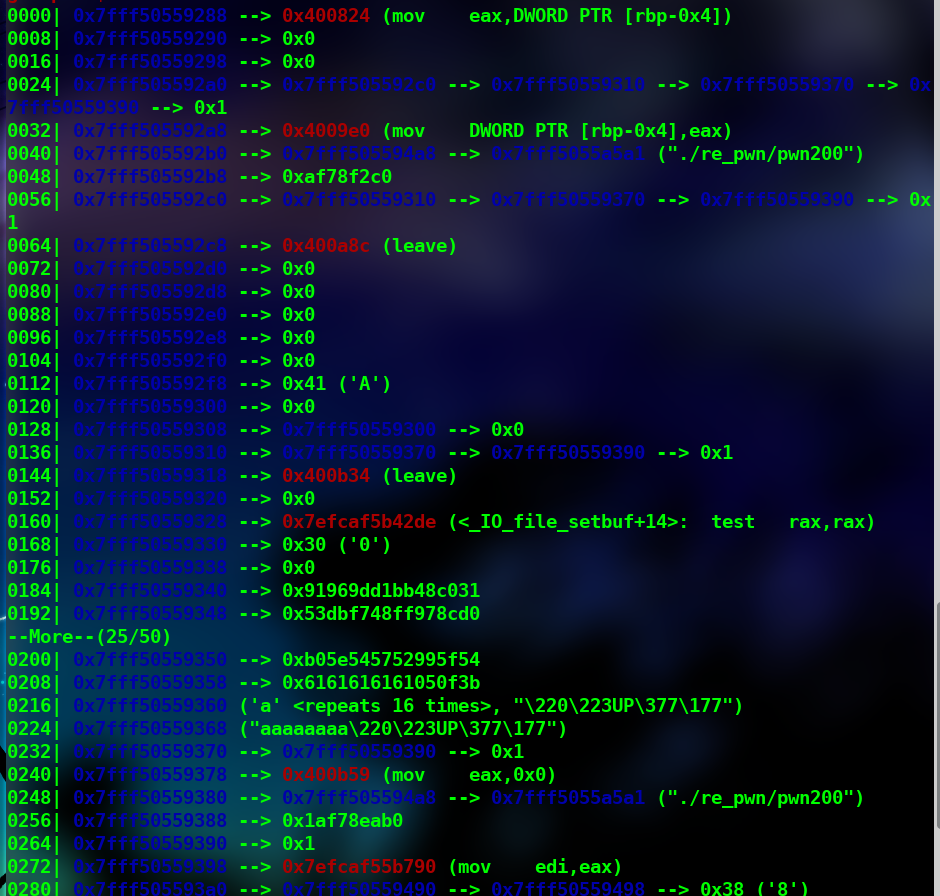 0000| 0x7fff50559288 --> 0x400824 (mov    eax,DWORD PTR [rbp-0x4])
0008| 0x7fff50559290 --> 0x0
0016| 0x7fff50559298 --> 0x0
0024| 0x7fff505592a0 --> 0x7fff505592c0 --> 0x7fff50559310 --> 0x7fff50559370 --> 0x
7fff50559390 --> 0x1
0032| 0x7fff505592a8 --> 0x4009e0 (mov    DWORD PTR [rbp-0x4],eax)
0040| 0x7fff505592b0 --> 0x7fff505594a8 --> 0x7fff5055a5a1 ("./re_pwn/pwn200")
0048| 0x7fff505592b8 --> 0xaf78f2c0
0056| 0x7fff505592c0 --> 0x7fff50559310 --> 0x7fff50559370 --> 0x7fff50559390 --> 0x
1
0064| 0x7fff505592c8 --> 0x400a8c (leave)
0072| 0x7fff505592d0 --> 0x0
0080| 0x7fff505592d8 --> 0x0
0088| 0x7fff505592e0 --> 0x0
0096| 0x7fff505592e8 --> 0x0
0104| 0x7fff505592f0 --> 0x0
0112| 0x7fff505592f8 --> 0x41 ('A')
0120| 0x7fff50559300 --> 0x0
0128| 0x7fff50559308 --> 0x7fff50559300 --> 0x0
0136| 0x7fff50559310 --> 0x7fff50559370 --> 0x7fff50559390 --> 0x1
0144| 0x7fff50559318 --> 0x400b34 (leave)
0152| 0x7fff50559320 --> 0x0
0160| 0x7fff50559328 --> 0x7efcaf5b42de (<_IO_file_setbuf+14>:  test   rax,rax)
0168| 0x7fff50559330 --> 0x30 ('0')
0176| 0x7fff50559338 --> 0x0
0184| 0x7fff50559340 --> 0x91969dd1bb48c031
0192| 0x7fff50559348 --> 0x53dbf748ff978cd0
--More--(25/50)
0200| 0x7fff50559350 --> 0xb05e545752995f54
0208| 0x7fff50559358 --> 0x6161616161050f3b
0216| 0x7fff50559360 ('a' <repeats 16 times>, "\220\223UP\377\177")
0224| 0x7fff50559368 ("aaaaaaaa\220\223UP\377\177")
0232| 0x7fff50559370 --> 0x7fff50559390 --> 0x1
0240| 0x7fff50559378 --> 0x400b59 (mov    eax,0x0)
0248| 0x7fff50559380 --> 0x7fff505594a8 --> 0x7fff5055a5a1 ("./re_pwn/pwn200")
0256| 0x7fff50559388 --> 0x1af78eab0
0264| 0x7fff50559390 --> 0x1
0272| 0x7fff50559398 --> 0x7efcaf55b790 (mov    edi,eax)
0280| 0x7fff505593a0 --> 0x7fff50559490 --> 0x7fff50559498 --> 0x38 ('8')